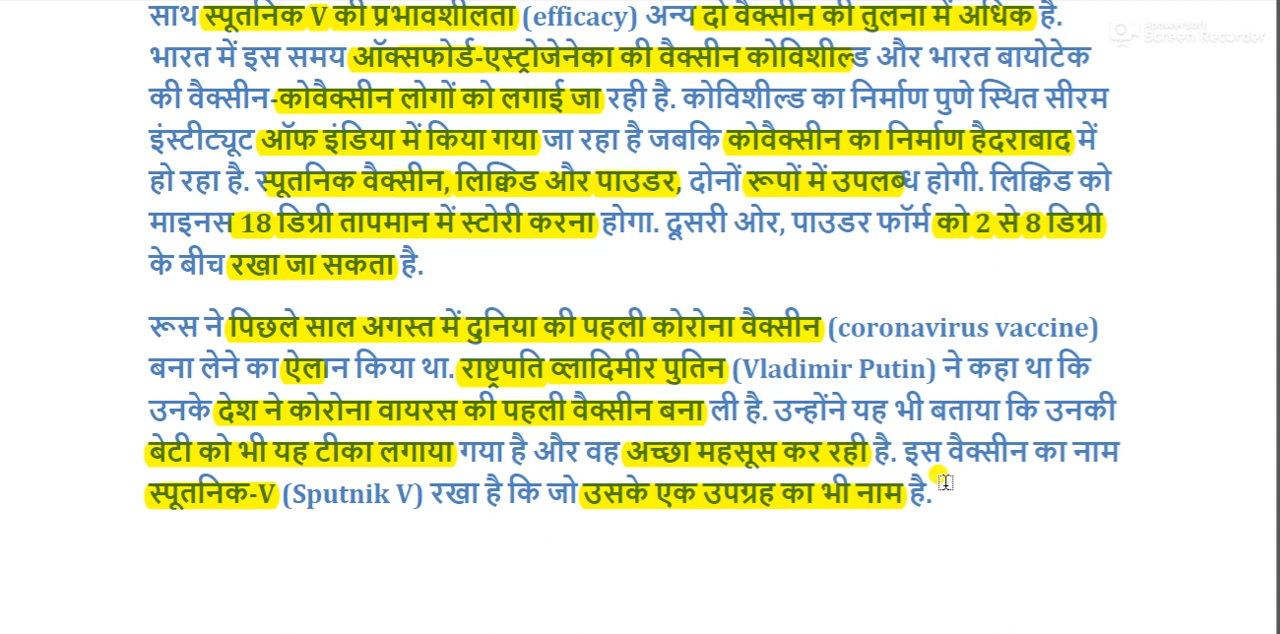 साथ स्पूतनिक V की प्रभावशीलता (efficacy) अन्य दो वैक्सीन की तुलना में अधिक है.
भारत में इस समय ऑक्सफोर्ड-एस्ट्रोजेनेका की वैक्सीन कोविशील्ड और भारत बायोटेक
की वैक्सीन-कोवैक्सीन लोगों को लगाई जा रही है. कोविशील्ड का निर्माण पुणे स्थित सीरम
इंस्टीट्यूट ऑफ इंडिया में किया गया जा रहा है जबकि कोवैक्सीन का निर्माण हैदराबाद में
हो रहा है. स्पूतनिक वैक्सीन, लिक्विड और पाउडर, दोनों रूपों में उपलब्ध होगी. लिक्विड को
माइनस 18 डिग्री तापमान में स्टोरी करना होगा. दूसरी ओर, पाउडर फॉर्म को 2 से 8 डिग्री
के बीच रखा जा सकता है.
रूस ने पिछले साल अगस्त में दुनिया की पहली कोरोना वैक्सीन (coronavirus vaccine)
बना लेने का ऐलान किया था. राष्ट्रपति व्लादिमीर पुतिन (Vladimir Putin) ने कहा था कि
उनके देश ने कोरोना वायरस की पहली वैक्सीन बना ली है. उन्होंने यह भी बताया कि उनकी
बेटी को भी यह टीका लगाया गया है और वह अच्छा महसूस कर रही है. इस वैक्सीन का नाम
स्पूतनिक-V (Sputnik V) रखा है कि जो उसके एक उपग्रह का भी नाम है.
Apowersoft
Screen Recorder